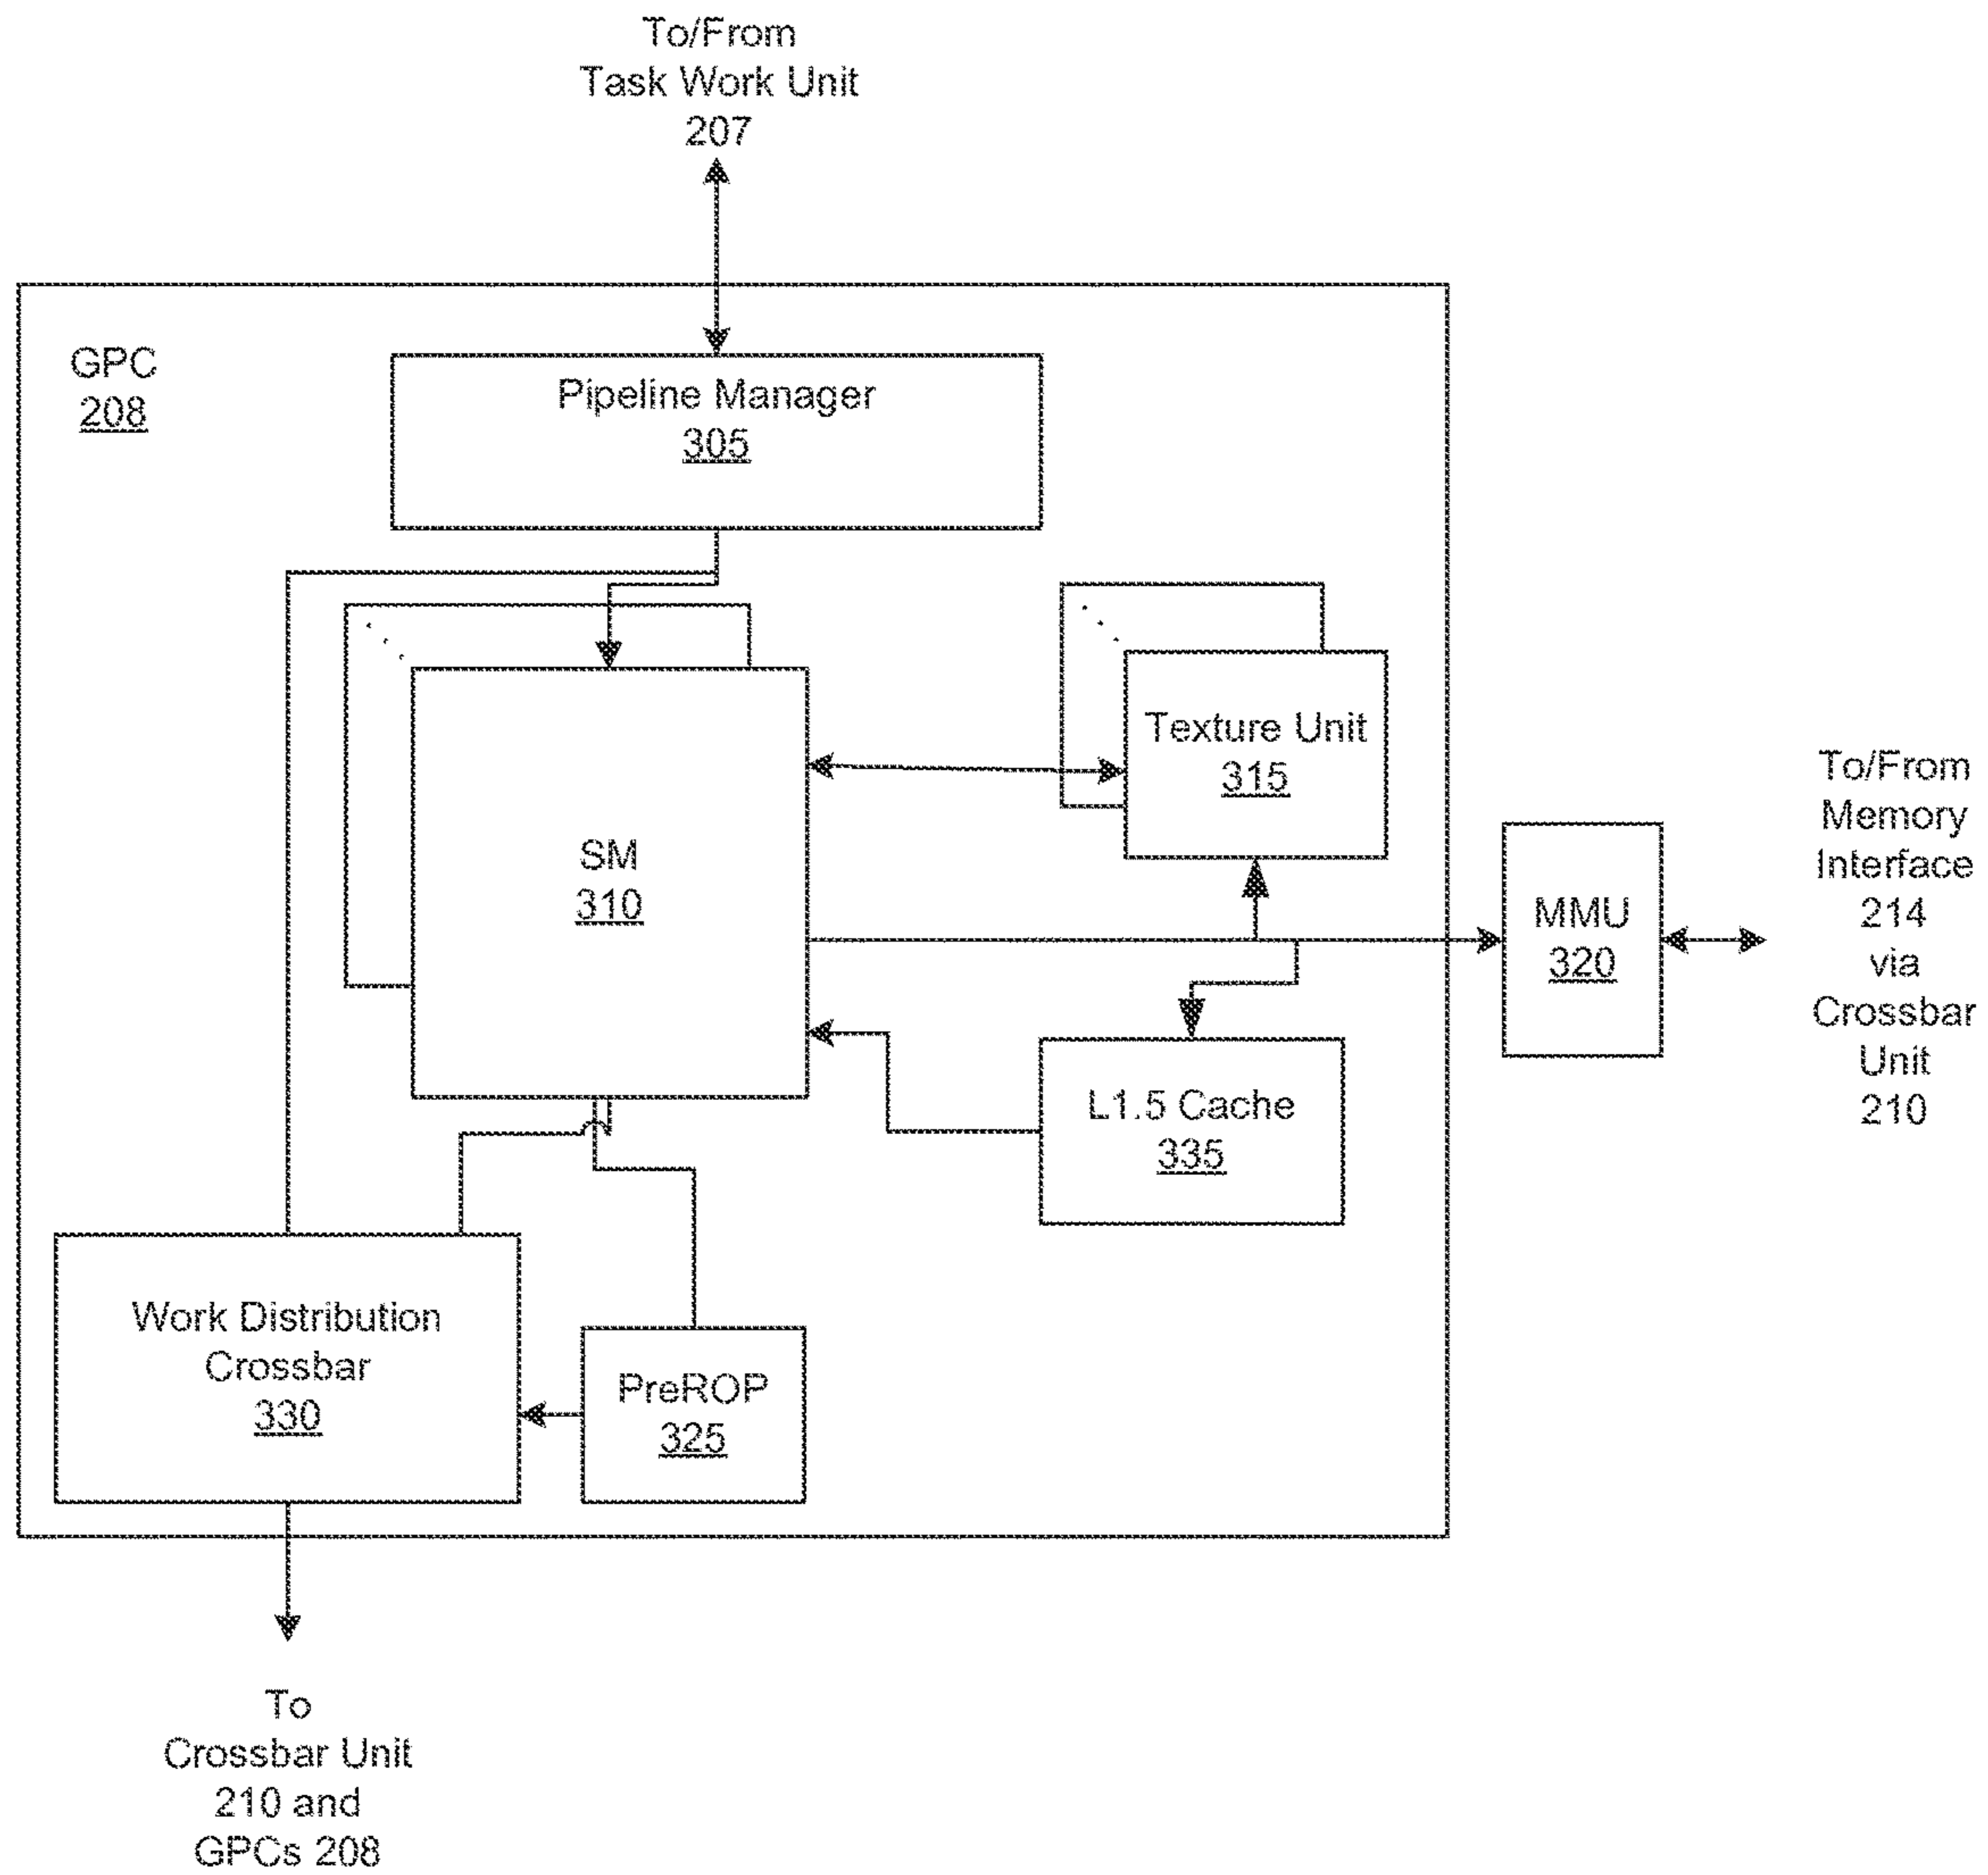 To/From
Task Work Unit
207
GPC
208
Pipeline Manager
305
Texture Unit
315
SM
310
To/From
Memory
Interface
214
via
Crossbar
Unit
210
MMU
320
L1.5 Cache
335
Work Distribution
Crossbar
330
PreROP
325
To
Crossbar Unit
210 and
GPCs 208